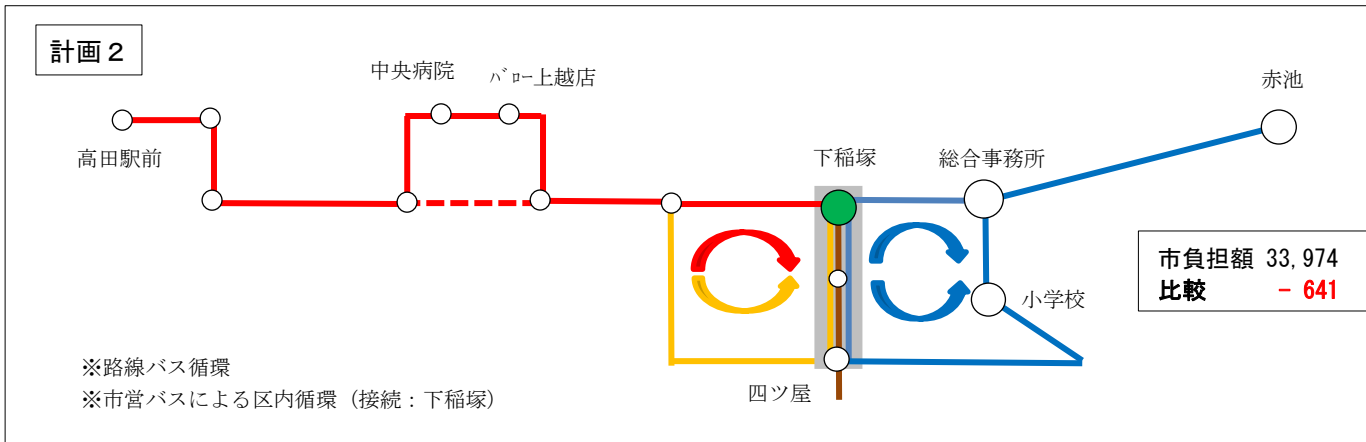 計画２
中央病院
バロー上越店
赤池
高田駅前
下稲塚
総合事務所
市負担額 33,974
比較 － 641
小学校
※路線バス循環
※市営バスによる区内循環（接続：下稲塚）
四ツ屋